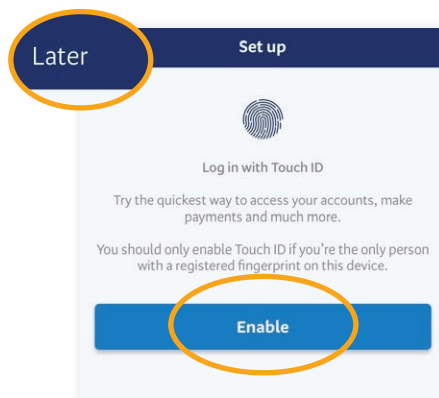 Later
Set up
Log in with Touch ID
Try the quickest way to access your accounts, make
payments and much more.
You should only enable Touch ID if you're the only person
with a registered fingerprint on this device.
Enable